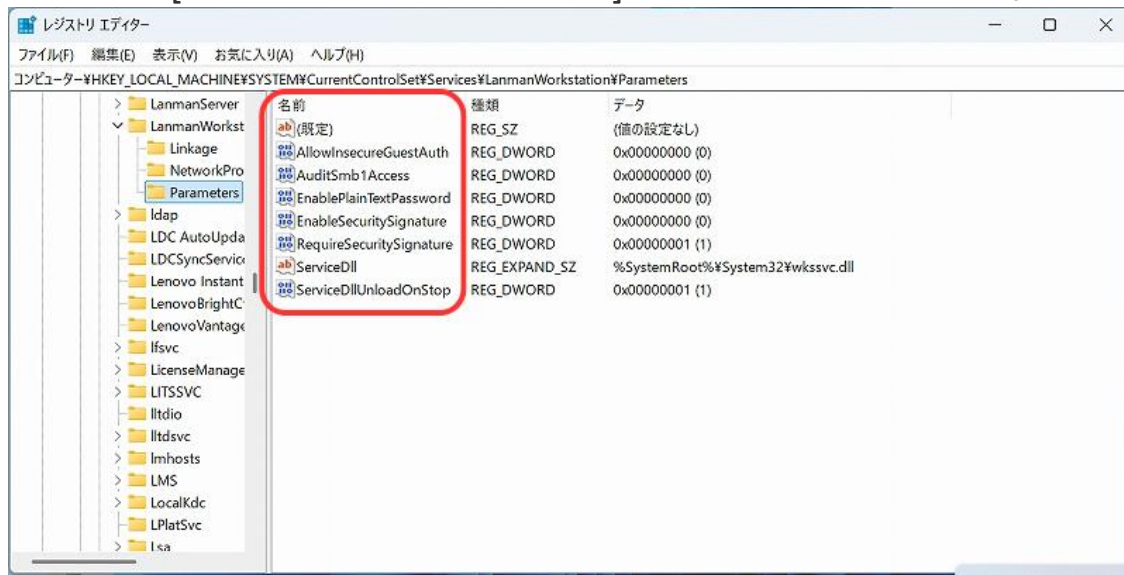 レジストリ エディター
ファイル(F) 編集(E) 表示(V) お気に入り(A) ヘルプ(H)
コンピューター¥HKEY_LOCAL_MACHINE¥SYSTEM¥CurrentControlSet¥Services¥LanmanWorkstation¥Parameters
LanmanServer
LanmanWorkst
Linkage
NetworkPro
Parameters
ldap
LDC AutoUpda
LDCSyncService
Lenovo Instant
LenovoBrightC
LenovoVantage
lfsvc
LicenseManage
LITSSVC
lltdio
lltdsvc
lmhosts
LMS
LocalKdc
LPlatSvc
Lsa
名前 種類 データ
(既定) REG_SZ (値の設定なし)
AllowInsecureGuestAuth REG_DWORD 0x00000000 (0)
AuditSmb1Access REG_DWORD 0x00000000 (0)
EnablePlainTextPassword REG_DWORD 0x00000000 (0)
EnableSecuritySignature REG_DWORD 0x00000000 (0)
RequireSecuritySignature REG_DWORD 0x00000001 (1)
ServiceDll REG_EXPAND_SZ %SystemRoot%¥System32¥wkssvc.dll
ServiceDllUnloadOnStop REG_DWORD 0x00000001 (1)